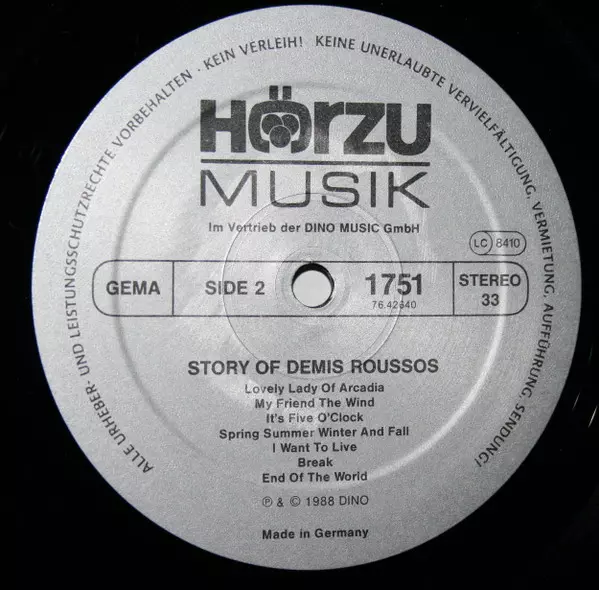 ALLE URHEBER- UND LEISTUNGSSCHUTZRECHTE VORBEHALTEN · KEIN VERLEIH! KEINE UNERLAUBTE VERVIELFÄLTIGUNG, VERMIETUNG, AUFFÜHRUNG, SENDUNG!
HÖRZU
MUSIK
Im Vertrieb der DINO MUSIC GmbH
LC 8410
GEMA SIDE 2 1751 STEREO
76.42640 33
STORY OF DEMIS ROUSSOS
Lovely Lady Of Arcadia
My Friend The Wind
It's Five O'Clock
Spring Summer Winter And Fall
I Want To Live
Break
End Of The World
℗ & © 1988 DINO
Made in Germany